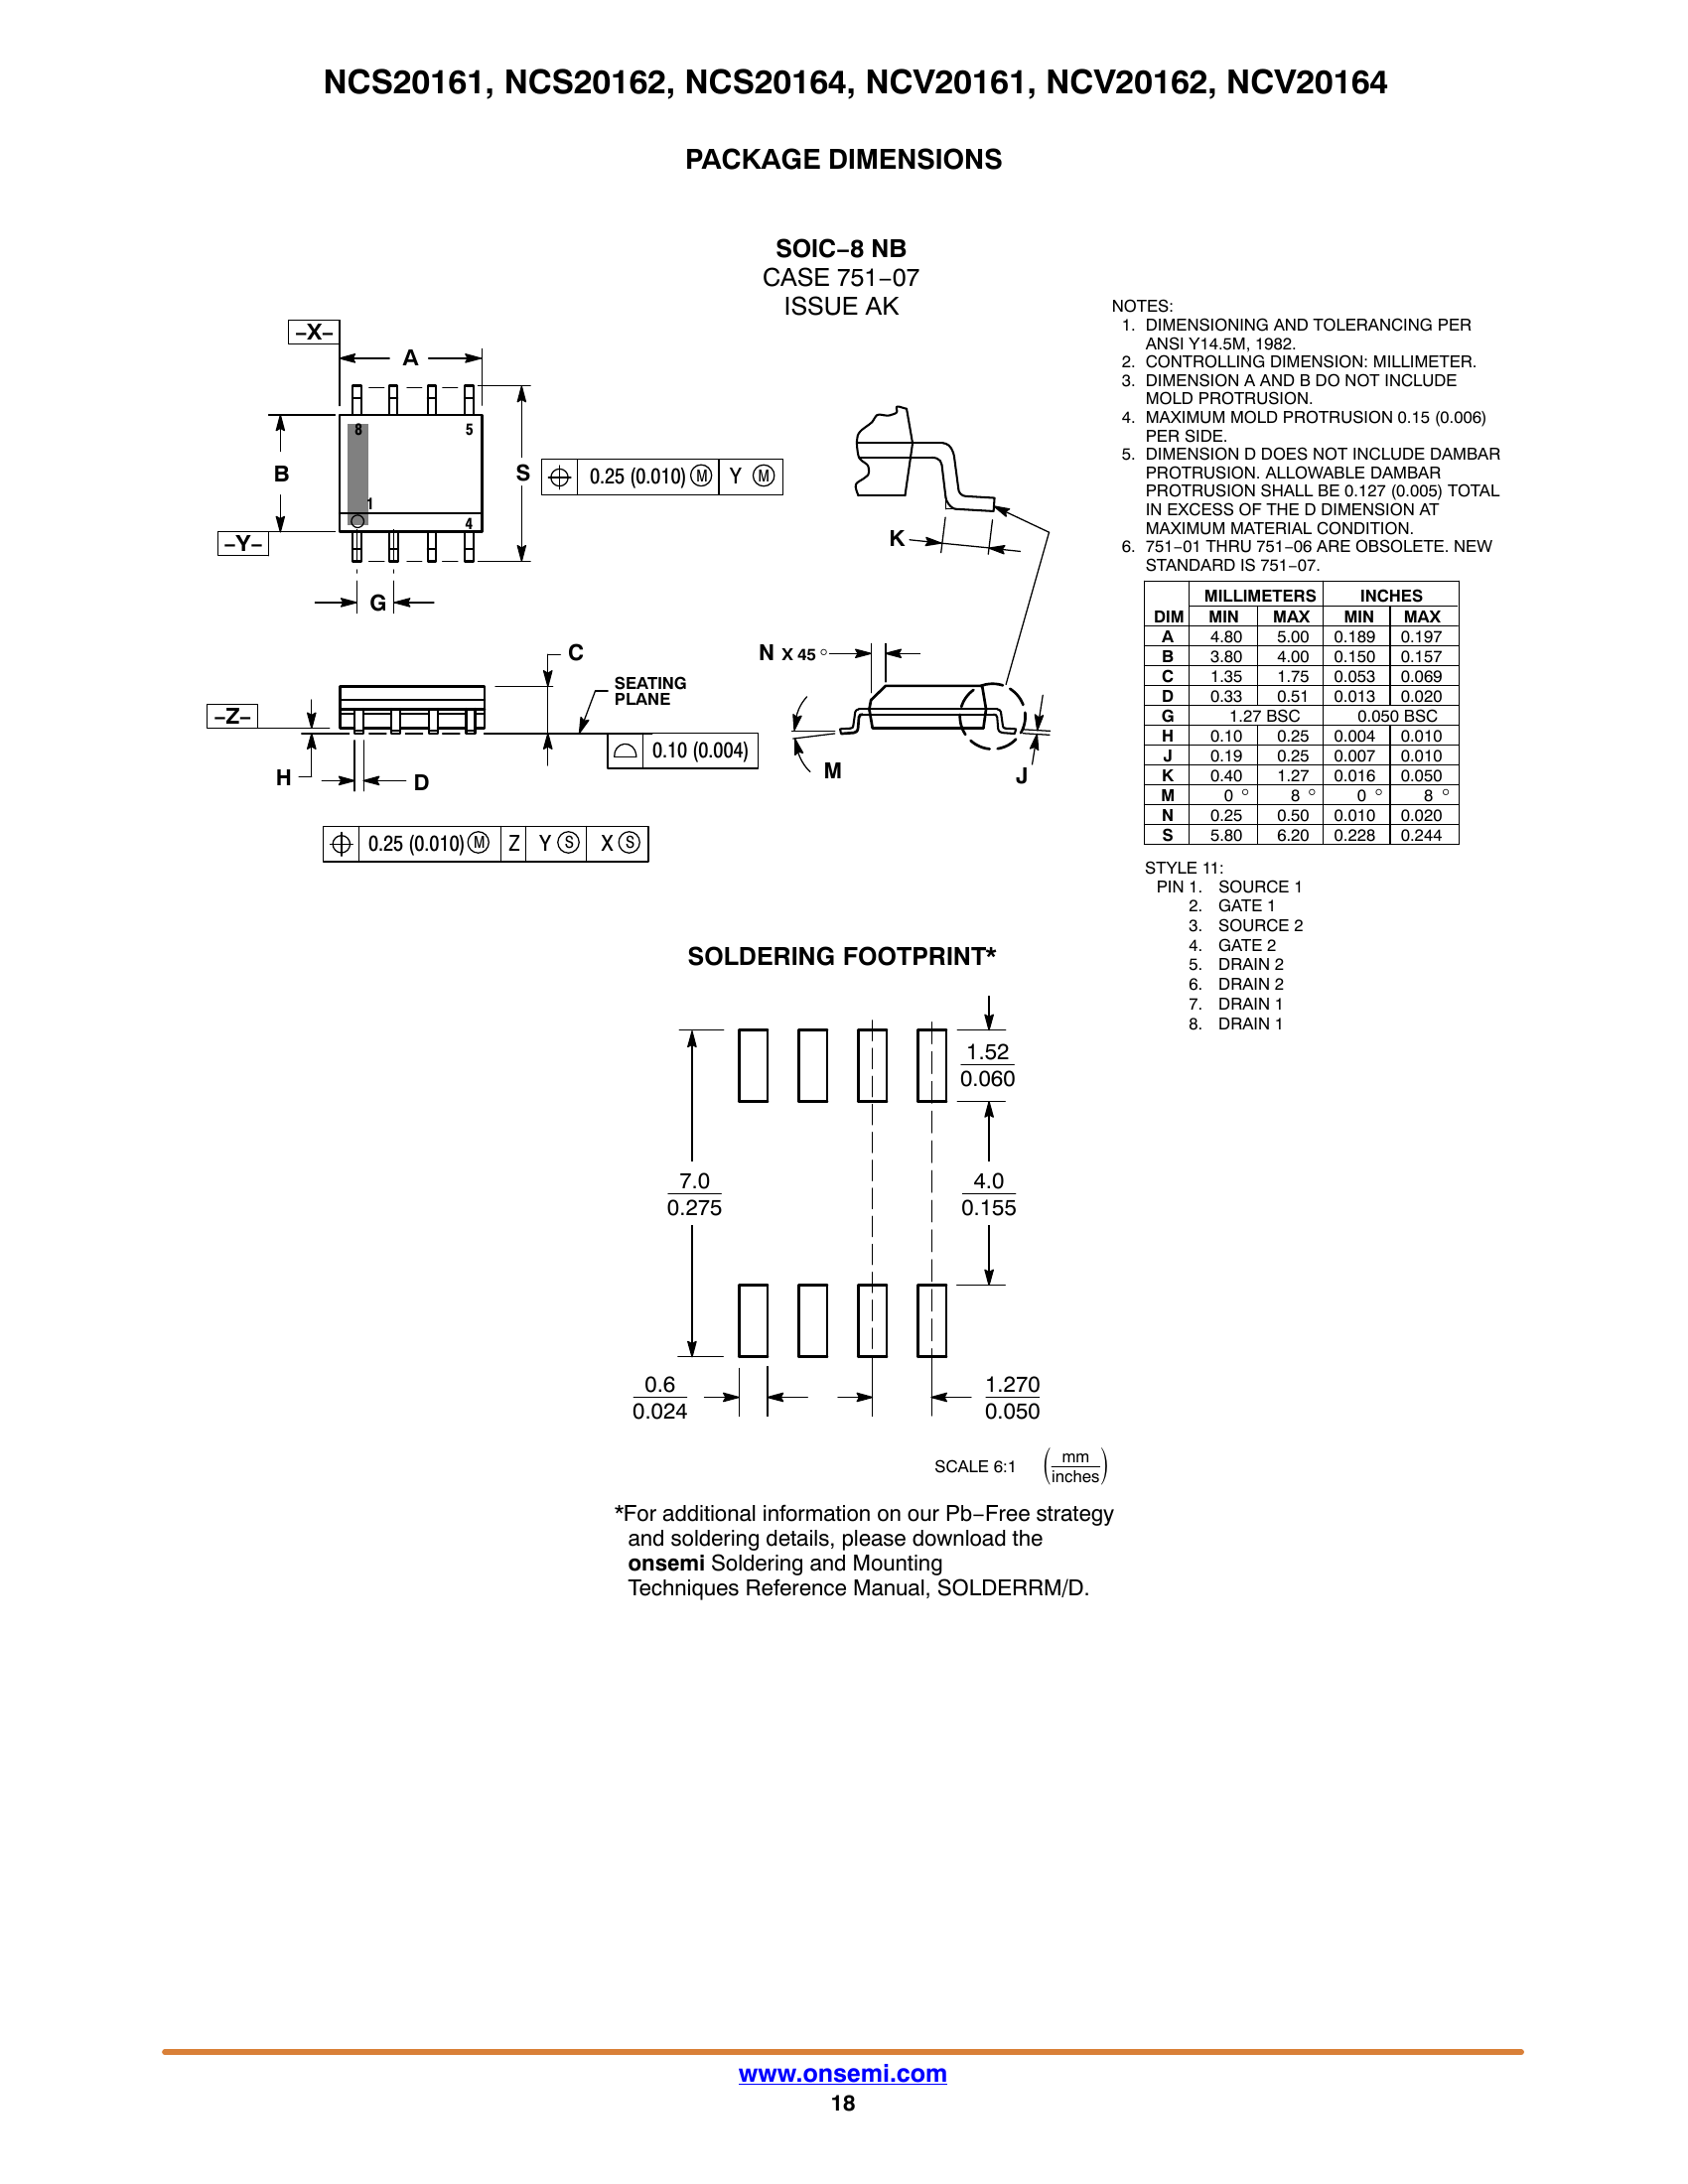 NCS20161, NCS20162, NCS20164, NCV20161, NCV20162, NCV20164
PACKAGE DIMENSIONS
SOIC−8 NB
CASE 751−07
ISSUE AK
−X−
A
8
5
B
S
0.25 (0.010) Ⓜ Y Ⓜ
1
4
−Y−
G
K
C
N X 45 °
SEATING
PLANE
−Z−
0.10 (0.004)
H
D
M
J
0.25 (0.010) Ⓜ Z Y Ⓢ X Ⓢ
NOTES:
1. DIMENSIONING AND TOLERANCING PER
ANSI Y14.5M, 1982.
2. CONTROLLING DIMENSION: MILLIMETER.
3. DIMENSION A AND B DO NOT INCLUDE
MOLD PROTRUSION.
4. MAXIMUM MOLD PROTRUSION 0.15 (0.006)
PER SIDE.
5. DIMENSION D DOES NOT INCLUDE DAMBAR
PROTRUSION. ALLOWABLE DAMBAR
PROTRUSION SHALL BE 0.127 (0.005) TOTAL
IN EXCESS OF THE D DIMENSION AT
MAXIMUM MATERIAL CONDITION.
6. 751−01 THRU 751−06 ARE OBSOLETE. NEW
STANDARD IS 751−07.
MILLIMETERS INCHES
DIM MIN MAX MIN MAX
A 4.80 5.00 0.189 0.197
B 3.80 4.00 0.150 0.157
C 1.35 1.75 0.053 0.069
D 0.33 0.51 0.013 0.020
G 1.27 BSC 0.050 BSC
H 0.10 0.25 0.004 0.010
J 0.19 0.25 0.007 0.010
K 0.40 1.27 0.016 0.050
M 0 ° 8 ° 0 ° 8 °
N 0.25 0.50 0.010 0.020
S 5.80 6.20 0.228 0.244
STYLE 11:
PIN 1. SOURCE 1
2. GATE 1
3. SOURCE 2
4. GATE 2
5. DRAIN 2
6. DRAIN 2
7. DRAIN 1
8. DRAIN 1
SOLDERING FOOTPRINT*
1.52
0.060
7.0
0.275
4.0
0.155
0.6
0.024
1.270
0.050
SCALE 6:1
mm
inches
*For additional information on our Pb−Free strategy
and soldering details, please download the
onsemi Soldering and Mounting
Techniques Reference Manual, SOLDERRM/D.
www.onsemi.com
18